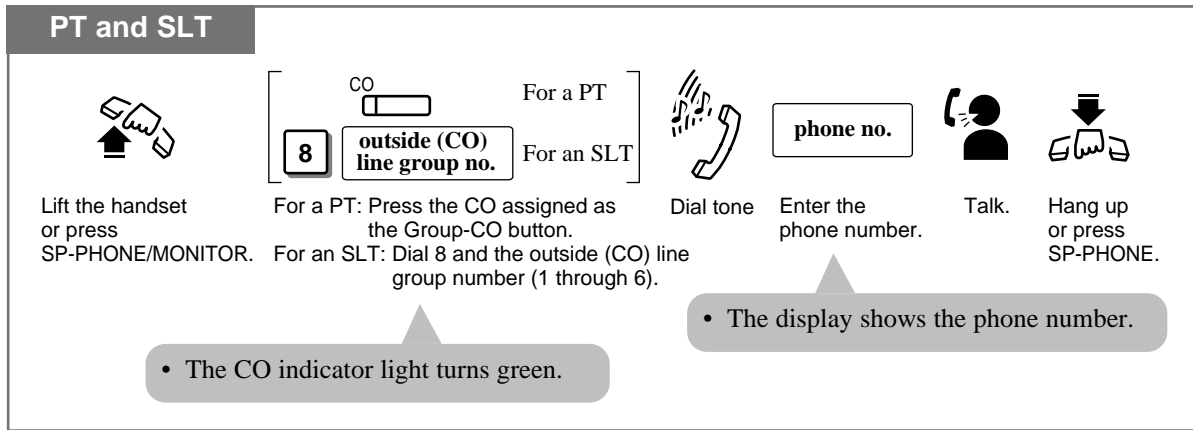 PT and SLT
CO
For a PT
8
outside (CO)
line group no.
For an SLT
phone no.
Lift the handset
or press
SP-PHONE/MONITOR.
For a PT: Press the CO assigned as
the Group-CO button.
For an SLT: Dial 8 and the outside (CO) line
group number (1 through 6).
Dial tone
Enter the
phone number.
Talk.
Hang up
or press
SP-PHONE.
• The display shows the phone number.
• The CO indicator light turns green.